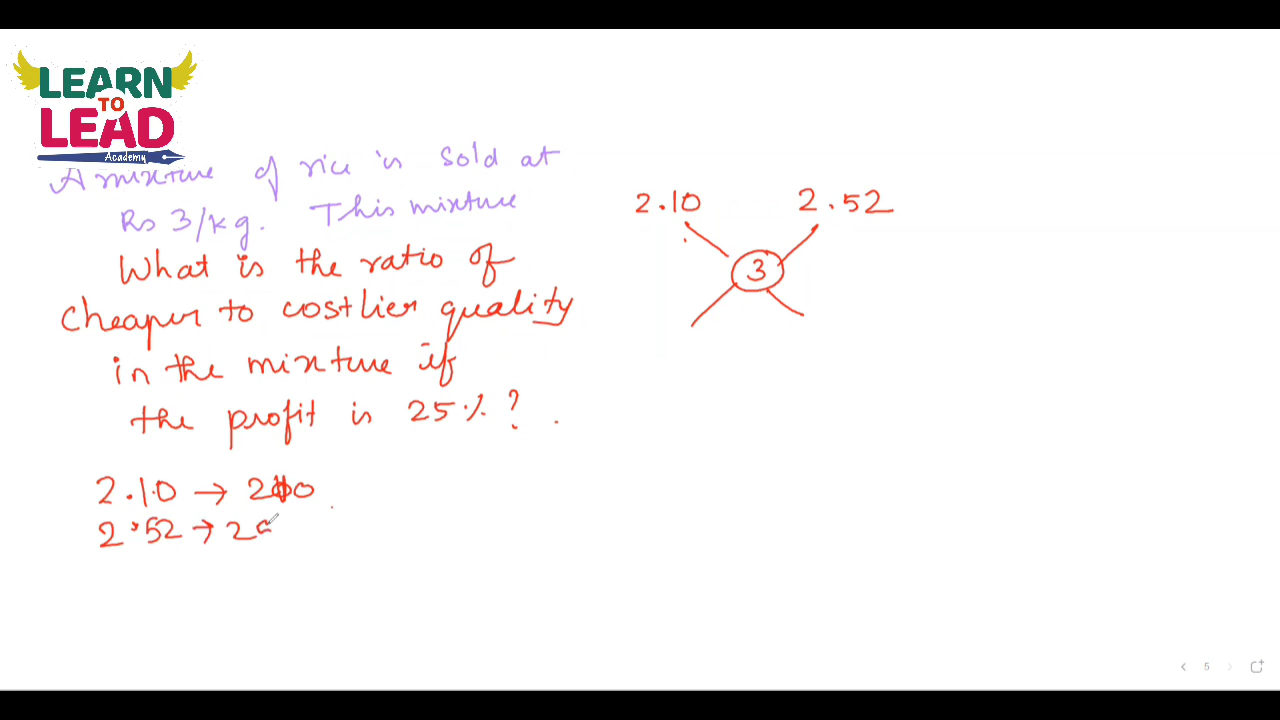 LEARN
TO
LEAD
Academy
A mixture of rice is sold at
Rs 3/kg. This mixture
What is the ratio of
cheaper to costlier quality
in the mixture if
the profit is 25%?
2.10 → 210
2.52 → 2
2.10 2.52
3
5